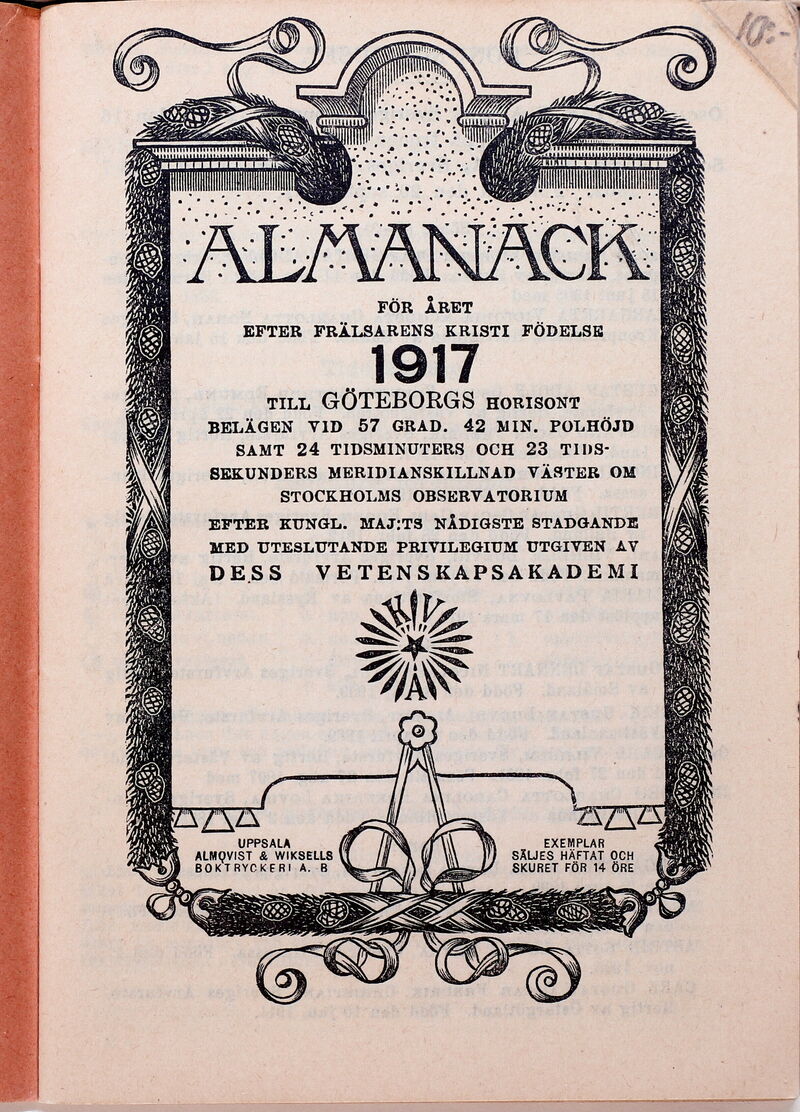 10:-
ALMANACK
FÖR ÅRET
EFTER FRÄLSARENS KRISTI FÖDELSE
1917
TILL GÖTEBORGS HORISONT
BELÄGEN VID 57 GRAD. 42 MIN. POLHÖJD
SAMT 24 TIDSMINUTERS OCH 23 TIDS-
SEKUNDERS MERIDIANSKILLNAD VÄSTER OM
STOCKHOLMS OBSERVATORIUM
EFTER KUNGL. MAJ:TS NÅDIGSTE STADGANDE
MED UTESLUTANDE PRIVILEGIUM UTGIVEN AV
DESS VETENSKAPSAKADEMI
K V
A
UPPSALA
ALMQVIST & WIKSELLS
BOKTRYCKERI A. B
EXEMPLAR
SÄLJES HÄFTAT OCH
SKURET FÖR 14 ÖRE